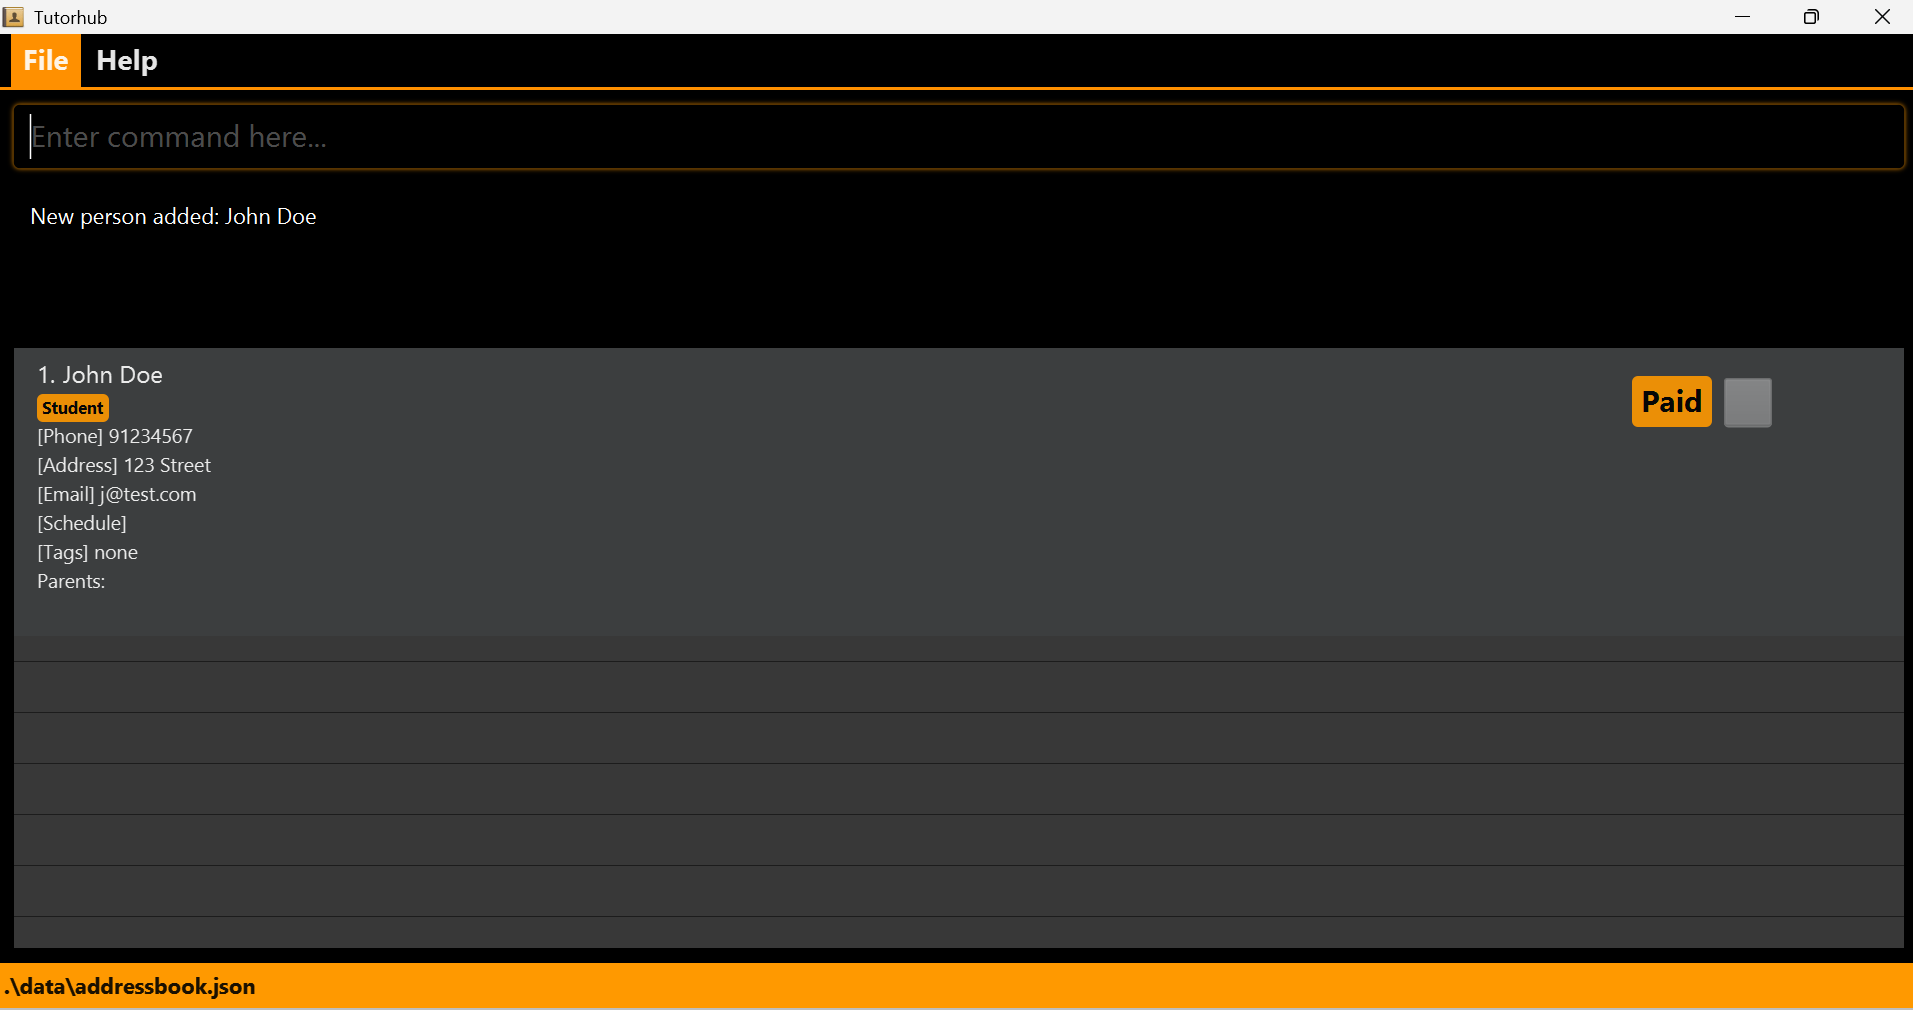 Tutorhub
File Help
Enter command here...
New person added: John Doe
1. John Doe
Paid
Student
[Phone] 91234567
[Address] 123 Street
[Email] j@test.com
[Schedule]
[Tags] none
Parents:
.\data\addressbook.json